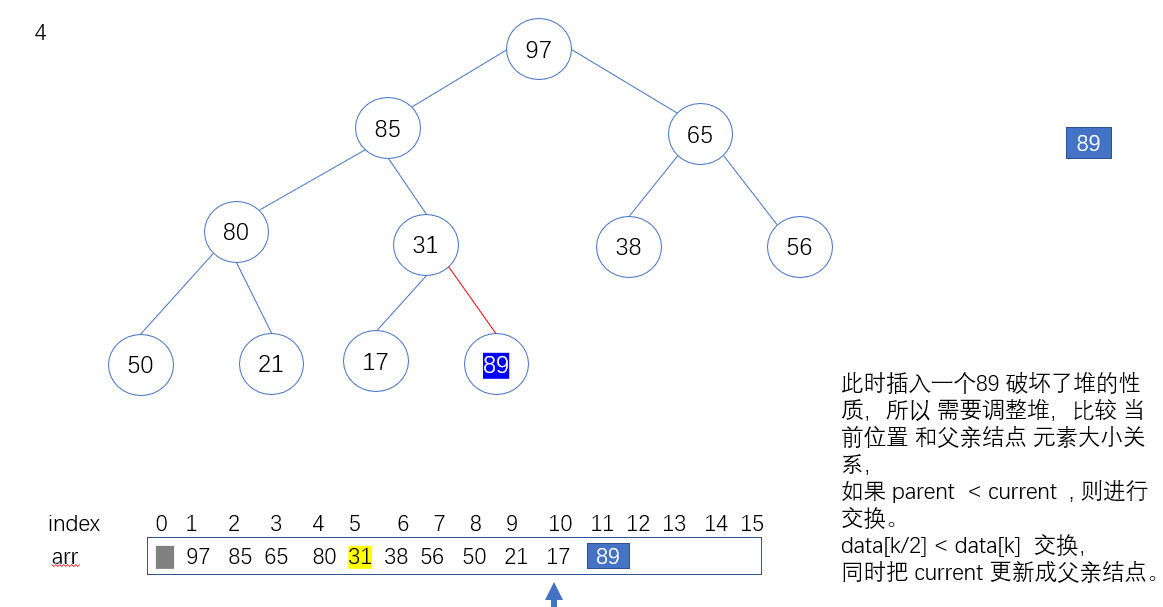 4
97
85
65
89
80
31
38
56
50
21
17
89
此时插入一个89 破坏了堆的性
质，所以 需要调整堆，比较 当
前位置 和父亲结点 元素大小关
系，
如果 parent < current , 则进行
交换。
data[k/2] < data[k] 交换，
同时把 current 更新成父亲结点。
index 0 1 2 3 4 5 6 7 8 9 10 11 12 13 14 15
arr 97 85 65 80 31 38 56 50 21 17 89